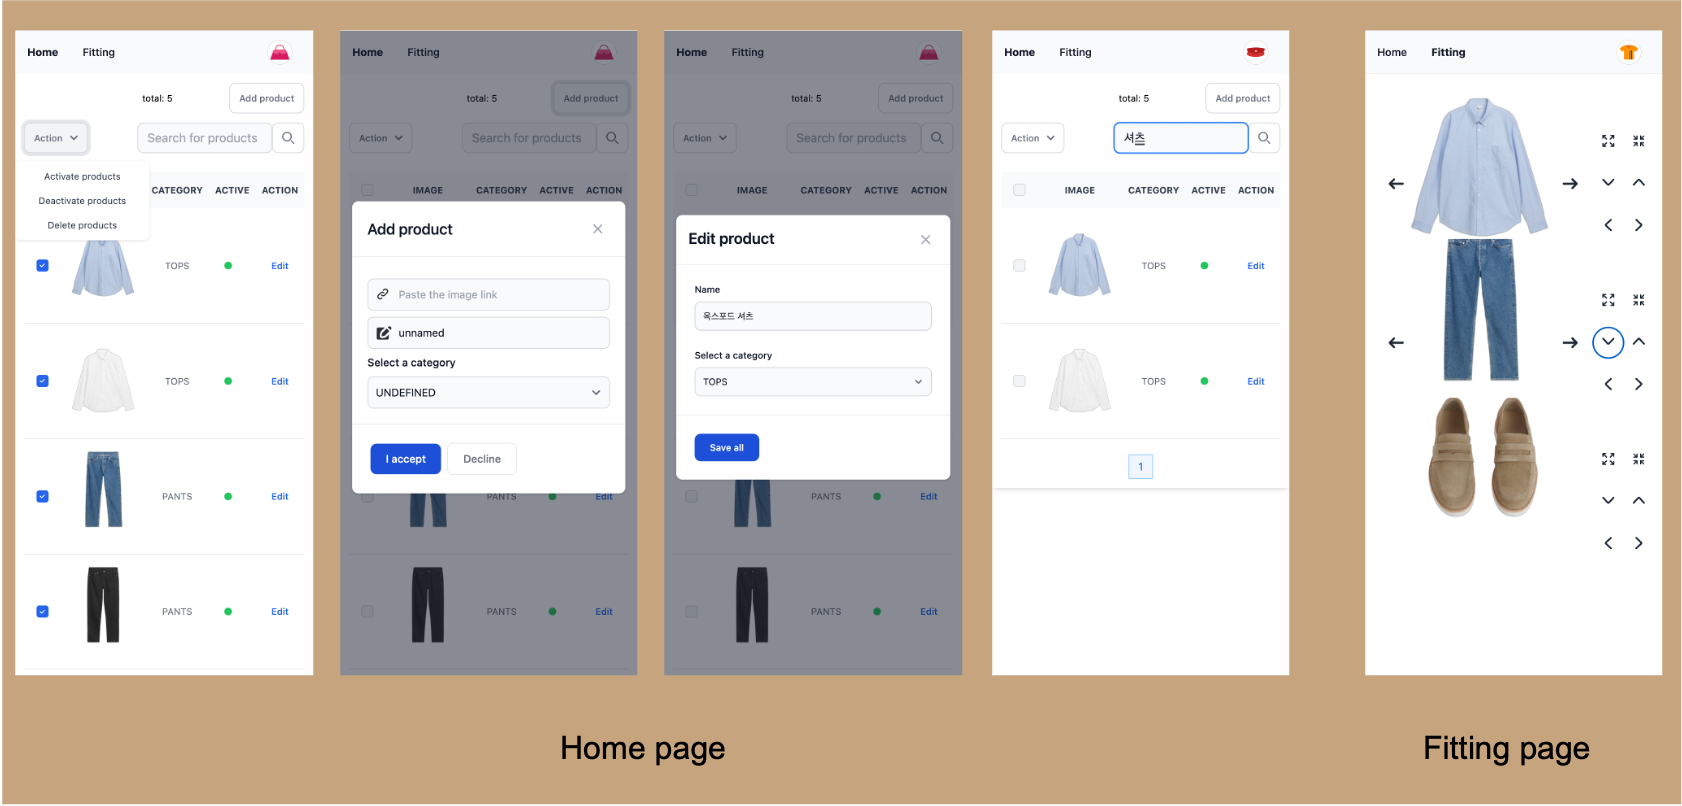 Home Fitting
total: 5 Add product
Action Search for products
Activate products
Deactivate products
Delete products
CATEGORY ACTIVE ACTION
TOPS Edit
TOPS Edit
PANTS Edit
PANTS Edit
Home Fitting
total: 5 Add product
Action Search for products
IMAGE CATEGORY ACTIVE ACTION
Add product
Paste the image link
unnamed
Select a category
UNDEFINED
I accept Decline
PANTS Edit
PANTS Edit
Home Fitting
total: 5 Add product
Action Search for products
IMAGE CATEGORY ACTIVE ACTION
Edit product
Name
옥스포드 셔츠
Select a category
TOPS
Save all
PANTS Edit
PANTS Edit
Home Fitting
total: 5 Add product
Action 셔츠
IMAGE CATEGORY ACTIVE ACTION
TOPS Edit
TOPS Edit
1
Home Fitting
Home page
Fitting page